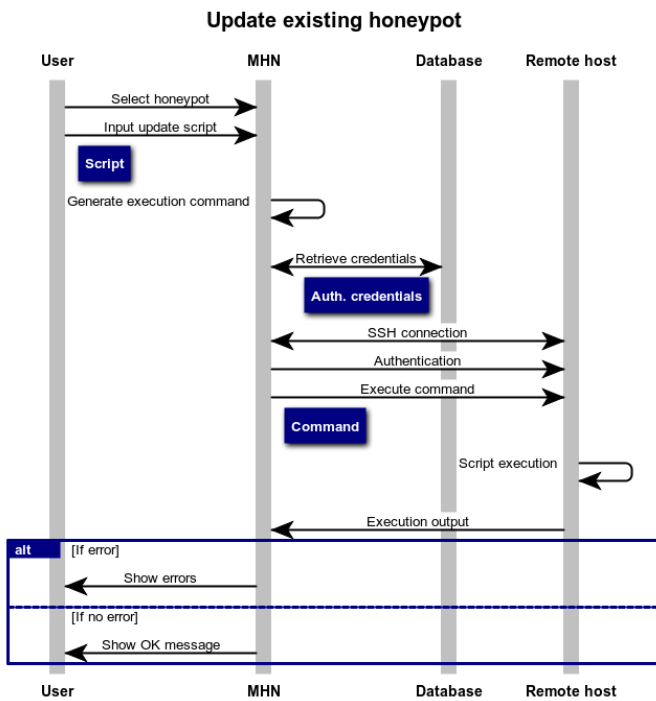 Update existing honeypot
User MHN Database Remote host
Select honeypot
Input update script
Script
Generate execution command
Retrieve credentials
Auth. credentials
SSH connection
Authentication
Execute command
Command
Script execution
Execution output
alt [If error]
Show errors
[If no error]
Show OK message
User MHN Database Remote host